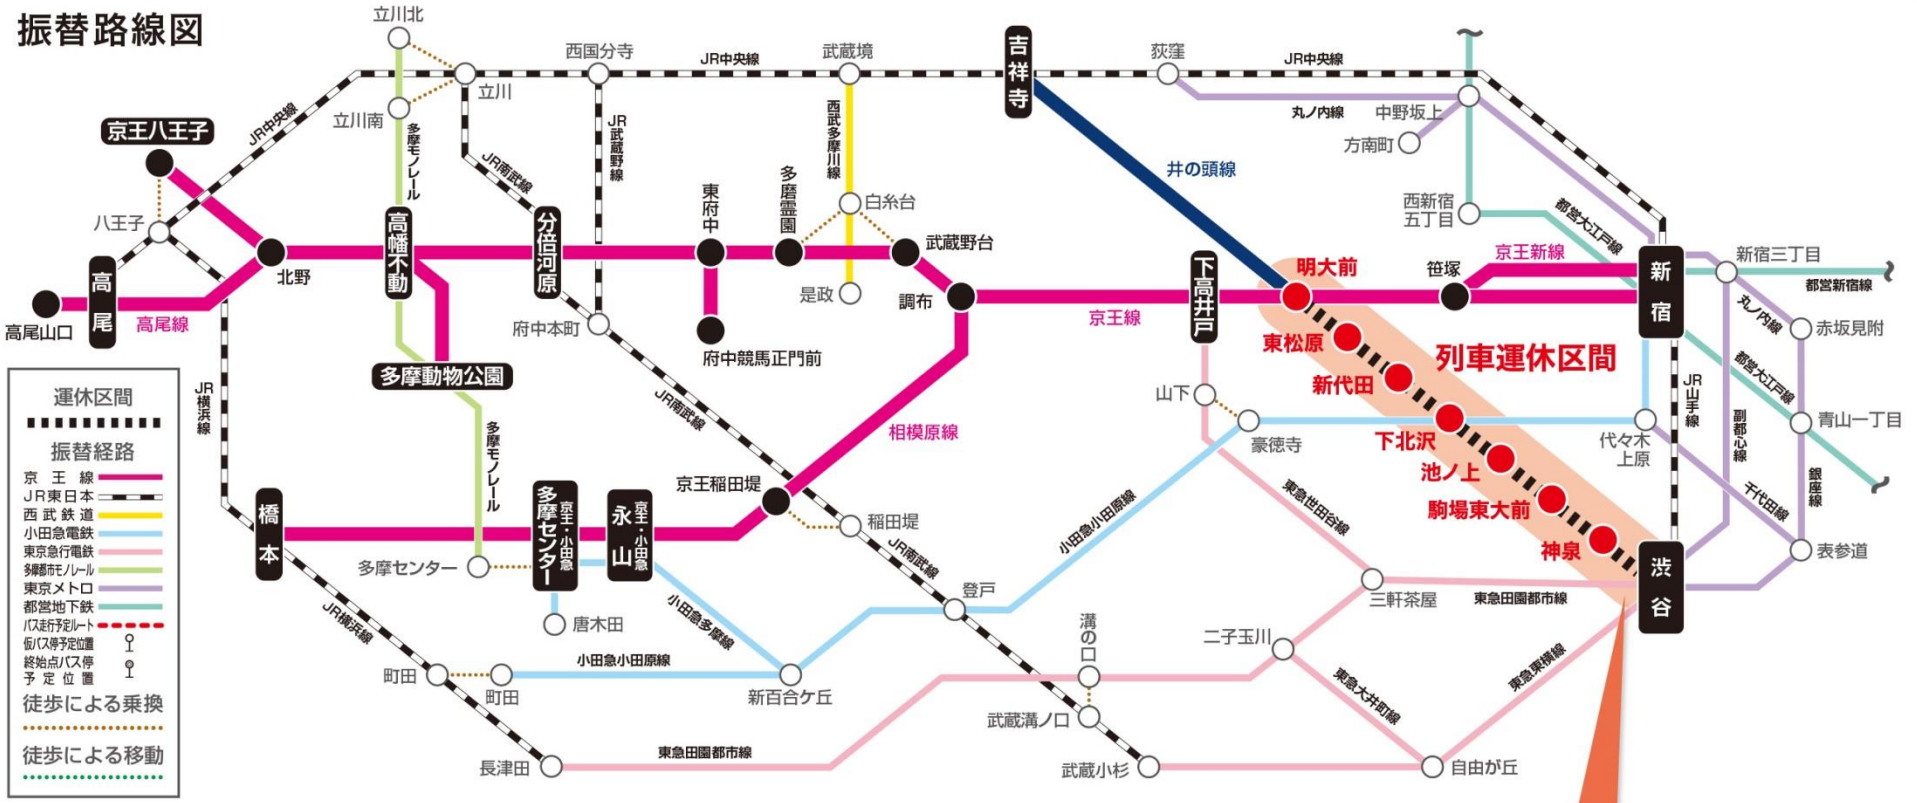 振替路線図
立川北
西国分寺
武蔵境
吉祥寺
荻窪
JR中央線
JR中央線
立川
立川南
丸ノ内線
中野坂上
方南町
JR中央線
京王八王子
多摩モノレール
JR南武線
JR武蔵野線
西武多摩川線
井の頭線
八王子
東府中
多磨霊園
白糸台
西新宿
五丁目
都営大江戸線
高尾
北野
高幡不動
分倍河原
武蔵野台
下高井戸
明大前
笹塚
京王新線
新宿
新宿三丁目
都営新宿線
高尾山口
高尾線
是政
調布
京王線
府中本町
府中競馬正門前
東松原
列車運休区間
丸ノ内線
赤坂見附
多摩動物公園
新代田
山下
JR山手線
都営大江戸線
JR横浜線
JR南武線
相模原線
豪徳寺
下北沢
代々木
上原
副都心線
青山一丁目
多摩モノレール
池ノ上
銀座線
京王稲田堤
橋本
京王・小田急
多摩センター
京王・小田急
永山
稲田堤
小田急小田原線
東急世田谷線
駒場東大前
千代田線
神泉
表参道
多摩センター
JR南武線
渋谷
登戸
三軒茶屋
東急田園都市線
唐木田
小田急多摩線
溝の口
二子玉川
JR横浜線
小田急小田原線
町田
町田
新百合ケ丘
東急大井町線
東急東横線
武蔵溝ノ口
東急田園都市線
長津田
武蔵小杉
自由が丘
運休区間
振替経路
京王線
JR東日本
西武鉄道
小田急電鉄
東京急行電鉄
多摩都市モノレール
東京メトロ
都営地下鉄
バス走行予定ルート
仮バス停予定位置
終始点バス停
予定位置
徒歩による乗換
徒歩による移動